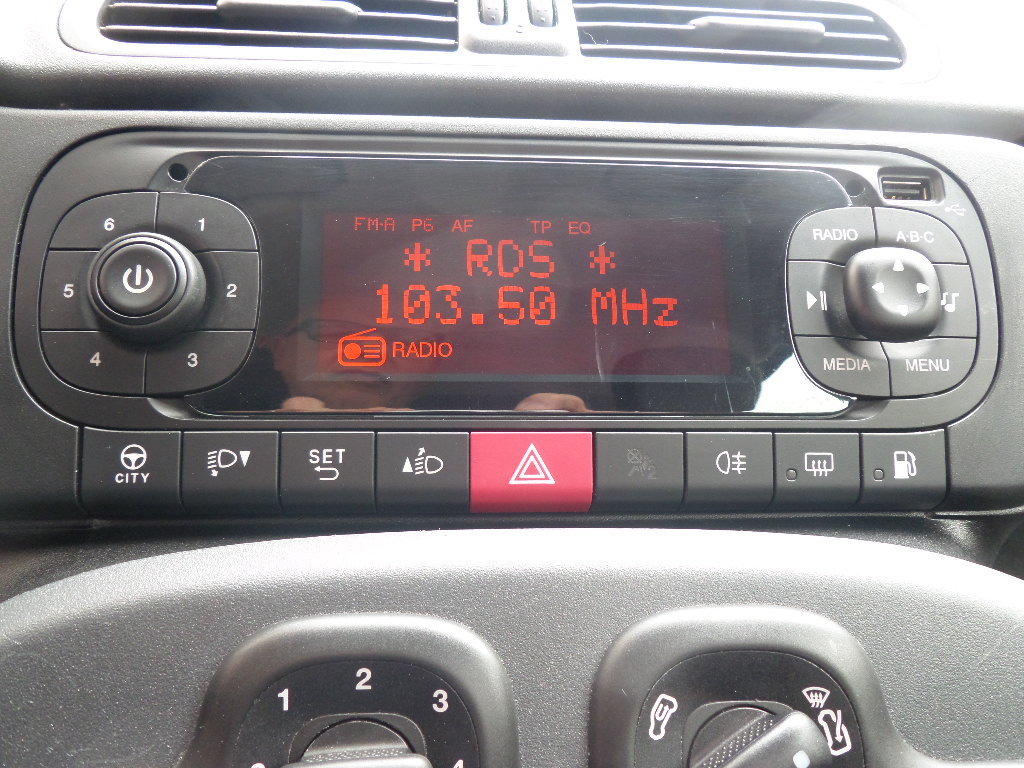 FM-A P6 AF TP EQ
* RDS *
103.50 MHz
RADIO
6 1
5 2
4 3
RADIO A·B·C
MEDIA MENU
CITY
SET
1 2 3